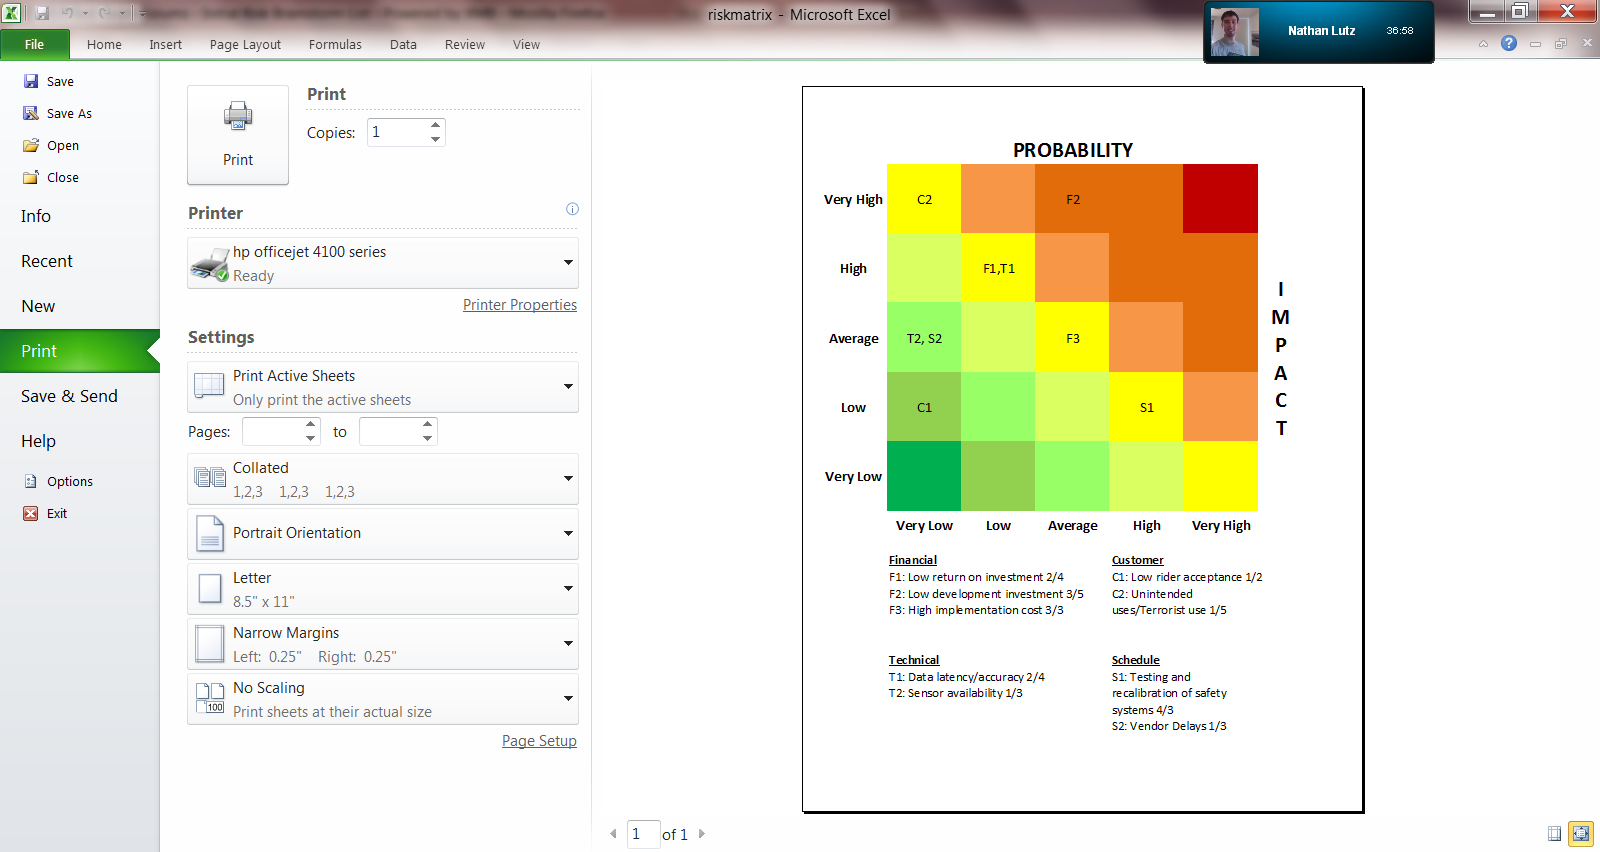 riskmatrix - Microsoft Excel
Nathan Lutz 36:58
File Home Insert Page Layout Formulas Data Review View
Save
Save As
Open
Close
Info
Recent
New
Print
Save & Send
Help
Options
Exit
Print
Print
Copies: 1
Printer
hp officejet 4100 series
Ready
Printer Properties
Settings
Print Active Sheets
Only print the active sheets
Pages: to
Collated
1,2,3 1,2,3 1,2,3
Portrait Orientation
Letter
8.5" x 11"
Narrow Margins
Left: 0.25" Right: 0.25"
No Scaling
100
Print sheets at their actual size
Page Setup
PROBABILITY
Very High C2 F2
High F1,T1
Average T2, S2 F3
Low C1 S1
Very Low
Very Low Low Average High Very High
I
M
P
A
C
T
Financial
F1: Low return on investment 2/4
F2: Low development investment 3/5
F3: High implementation cost 3/3
Customer
C1: Low rider acceptance 1/2
C2: Unintended
uses/Terrorist use 1/5
Technical
T1: Data latency/accuracy 2/4
T2: Sensor availability 1/3
Schedule
S1: Testing and
recalibration of safety
systems 4/3
S2: Vendor Delays 1/3
1 of 1